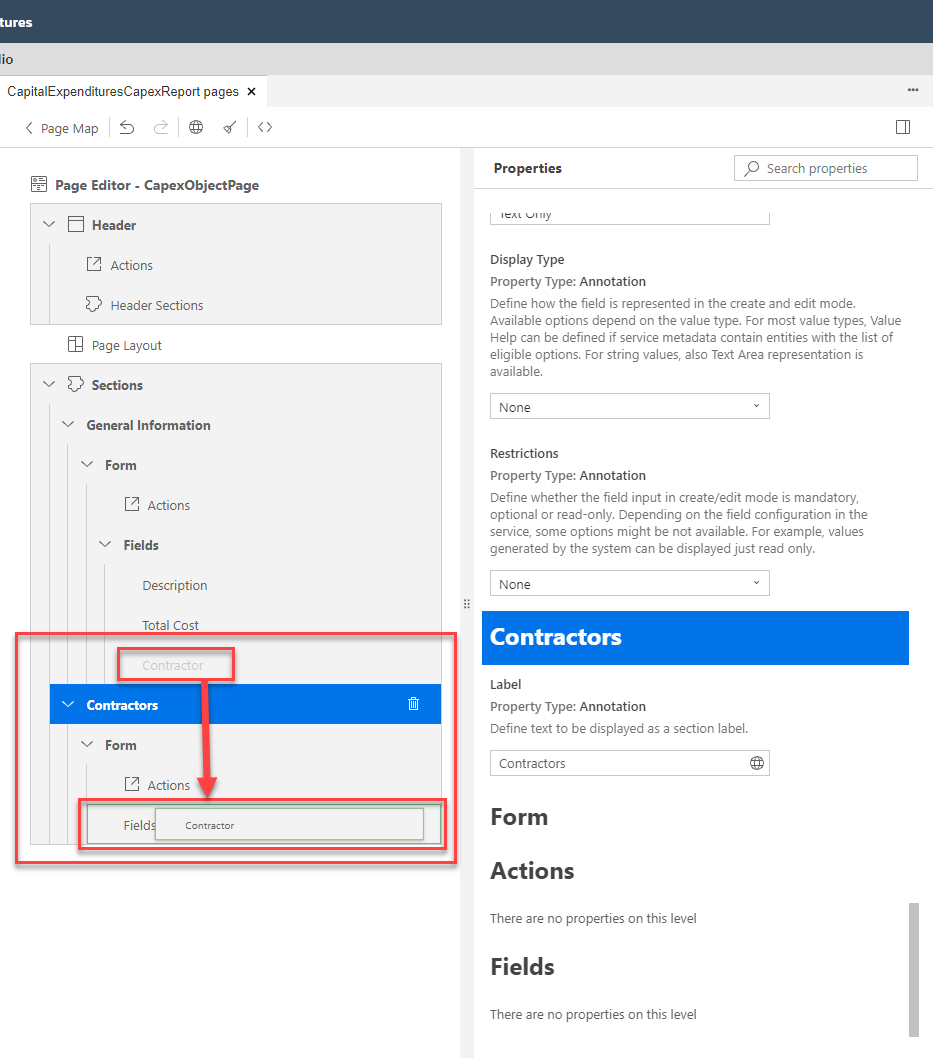 tures
lio
CapitalExpendituresCapexReport pages
Page Map
Page Editor - CapexObjectPage
Header
Actions
Header Sections
Page Layout
Sections
General Information
Form
Actions
Fields
Description
Total Cost
Contractor
Contractors
Form
Actions
Fields
Contractor
Properties
Search properties
Text Only
Display Type
Property Type: Annotation
Define how the field is represented in the create and edit mode.
Available options depend on the value type. For most value types, Value
Help can be defined if service metadata contain entities with the list of
eligible options. For string values, also Text Area representation is
available.
None
Restrictions
Property Type: Annotation
Define whether the field input in create/edit mode is mandatory,
optional or read-only. Depending on the field configuration in the
service, some options might be not available. For example, values
generated by the system can be displayed just read only.
None
Contractors
Label
Property Type: Annotation
Define text to be displayed as a section label.
Contractors
Form
Actions
There are no properties on this level
Fields
There are no properties on this level